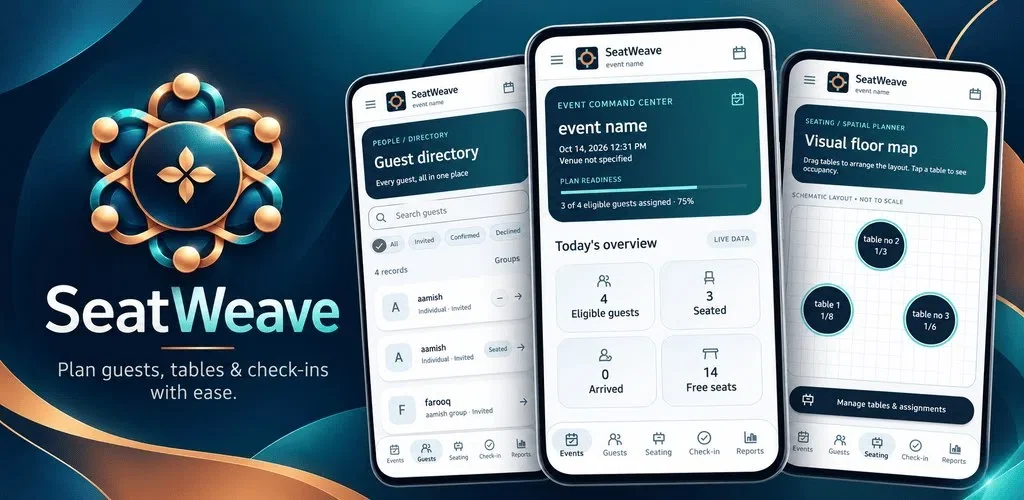 SeatWeave
Plan guests, tables & check-ins
with ease.
SeatWeave
event name
PEOPLE / DIRECTORY
Guest directory
Every guest, all in one place
Search guests
All
Invited
Confirmed
Declined
4 records
Groups
A
aamish
Individual · Invited
A
aamish
Individual · Invited
Seated
F
farooq
aamish group · Invited
Events
Guests
Seating
Check-in
Reports
SeatWeave
event name
EVENT COMMAND CENTER
event name
Oct 14, 2026 12:31 PM
Venue not specified
PLAN READINESS
3 of 4 eligible guests assigned · 75%
Today's overview
LIVE DATA
4
Eligible guests
3
Seated
0
Arrived
14
Free seats
Events
Guests
Seating
Check-in
Reports
SeatWeave
event name
SEATING / SPATIAL PLANNER
Visual floor map
Drag tables to arrange the layout. Tap a table to see
occupancy.
SCHEMATIC LAYOUT • NOT TO SCALE
table no 2
1/3
table 1
1/8
table no 3
1/6
Manage tables & assignments
Events
Guests
Seating
Check-in
Reports